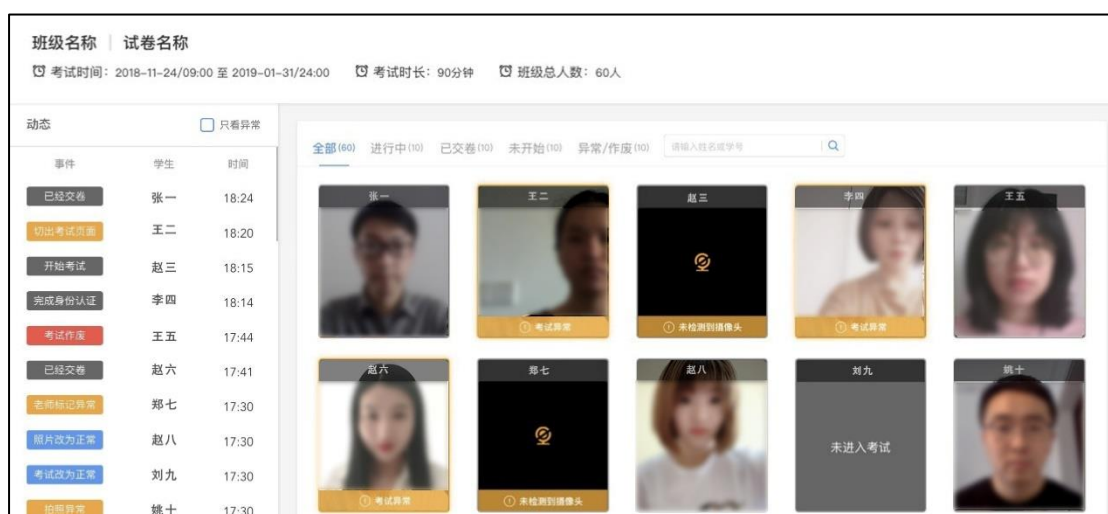 班级名称 试卷名称
考试时间：2018-11-24/09:00 至 2019-01-31/24:00 考试时长：90分钟 班级总人数：60人
动态 只看异常
事件 学生 时间
已经交卷 张一 18:24
切出考试页面 王二 18:20
开始考试 赵三 18:15
完成身份认证 李四 18:14
考试作废 王五 17:44
已经交卷 赵六 17:41
老师标记异常 郑七 17:30
照片改为正常 赵八 17:30
考试改为正常 刘九 17:30
拍照异常 姚十 17:30
全部(60) 进行中(10) 已交卷(10) 未开始(10) 异常/作废(10) 请输入姓名或学号
张一 王二 赵三 李四 王五
考试异常 未检测到摄像头 考试异常
赵六 郑七 赵八 刘九 姚十
未进入考试
考试异常 未检测到摄像头